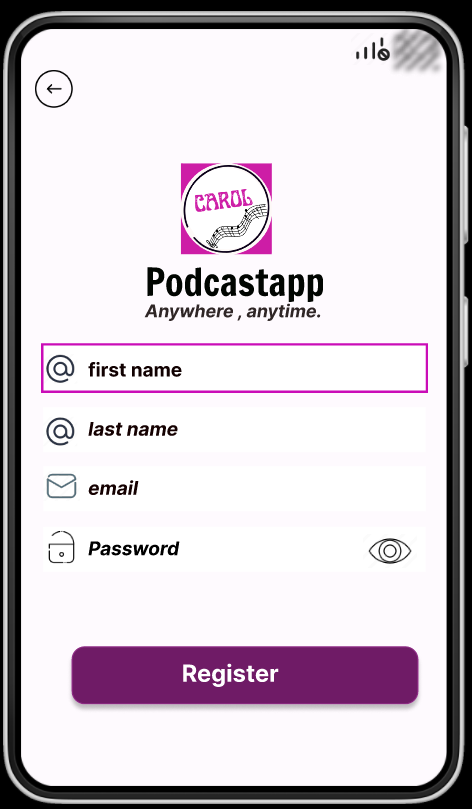 CAROL
Podcastapp
Anywhere , anytime.
first name
last name
email
Password
Register